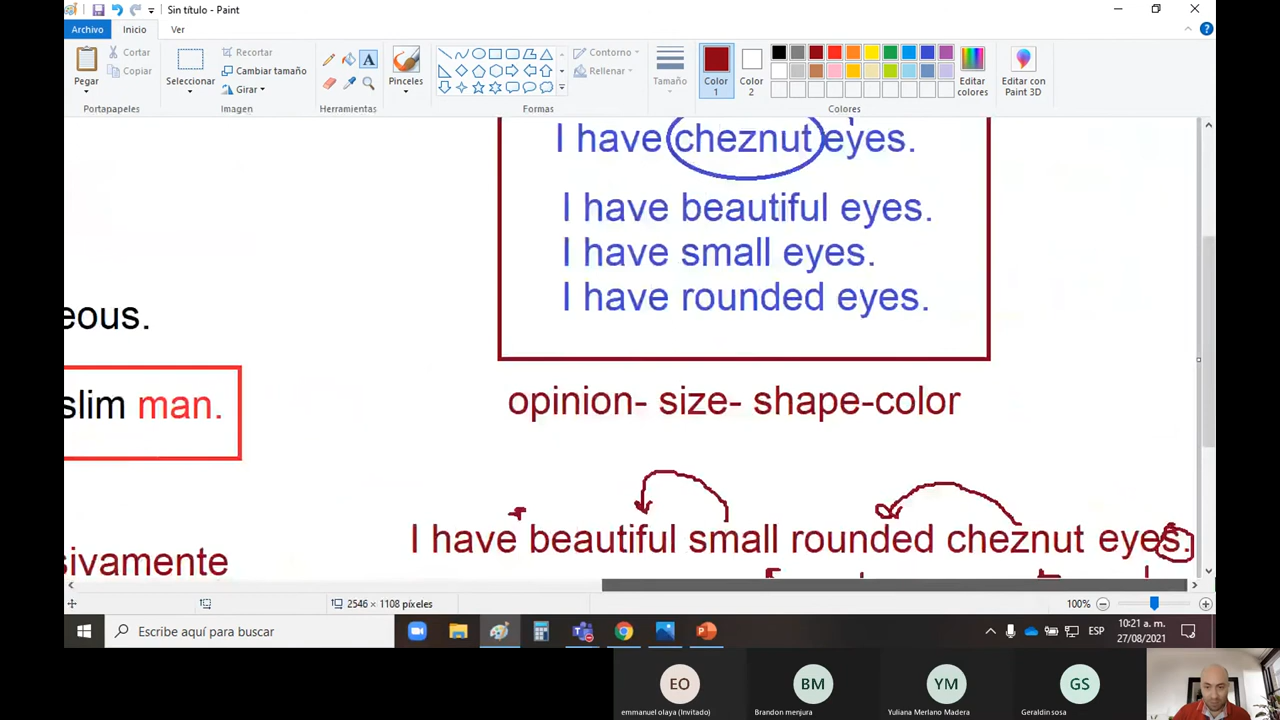 Sin título - Paint
Archivo Inicio Ver
Pegar
Cortar
Copiar
Portapapeles
Seleccionar
Recortar
Cambiar tamaño
Girar
Imagen
A
Herramientas
Pinceles
Contorno
Rellenar
Formas
Tamaño
Color 1
Color 2
Editar colores
Colores
Editar con Paint 3D
I have cheznut eyes.
I have beautiful eyes.
I have small eyes.
I have rounded eyes.
eous.
slim man.
opinion- size- shape-color
I have beautiful small rounded cheznut eyes.
sivamente
2546 × 1108 píxeles
100%
Escribe aquí para buscar
ESP
10:21 a. m.
27/08/2021
EO
BM
YM
GS
emmanuel olaya (Invitado)
Brandon menjura
Yuliana Merlano Madera
Geraldin sosa